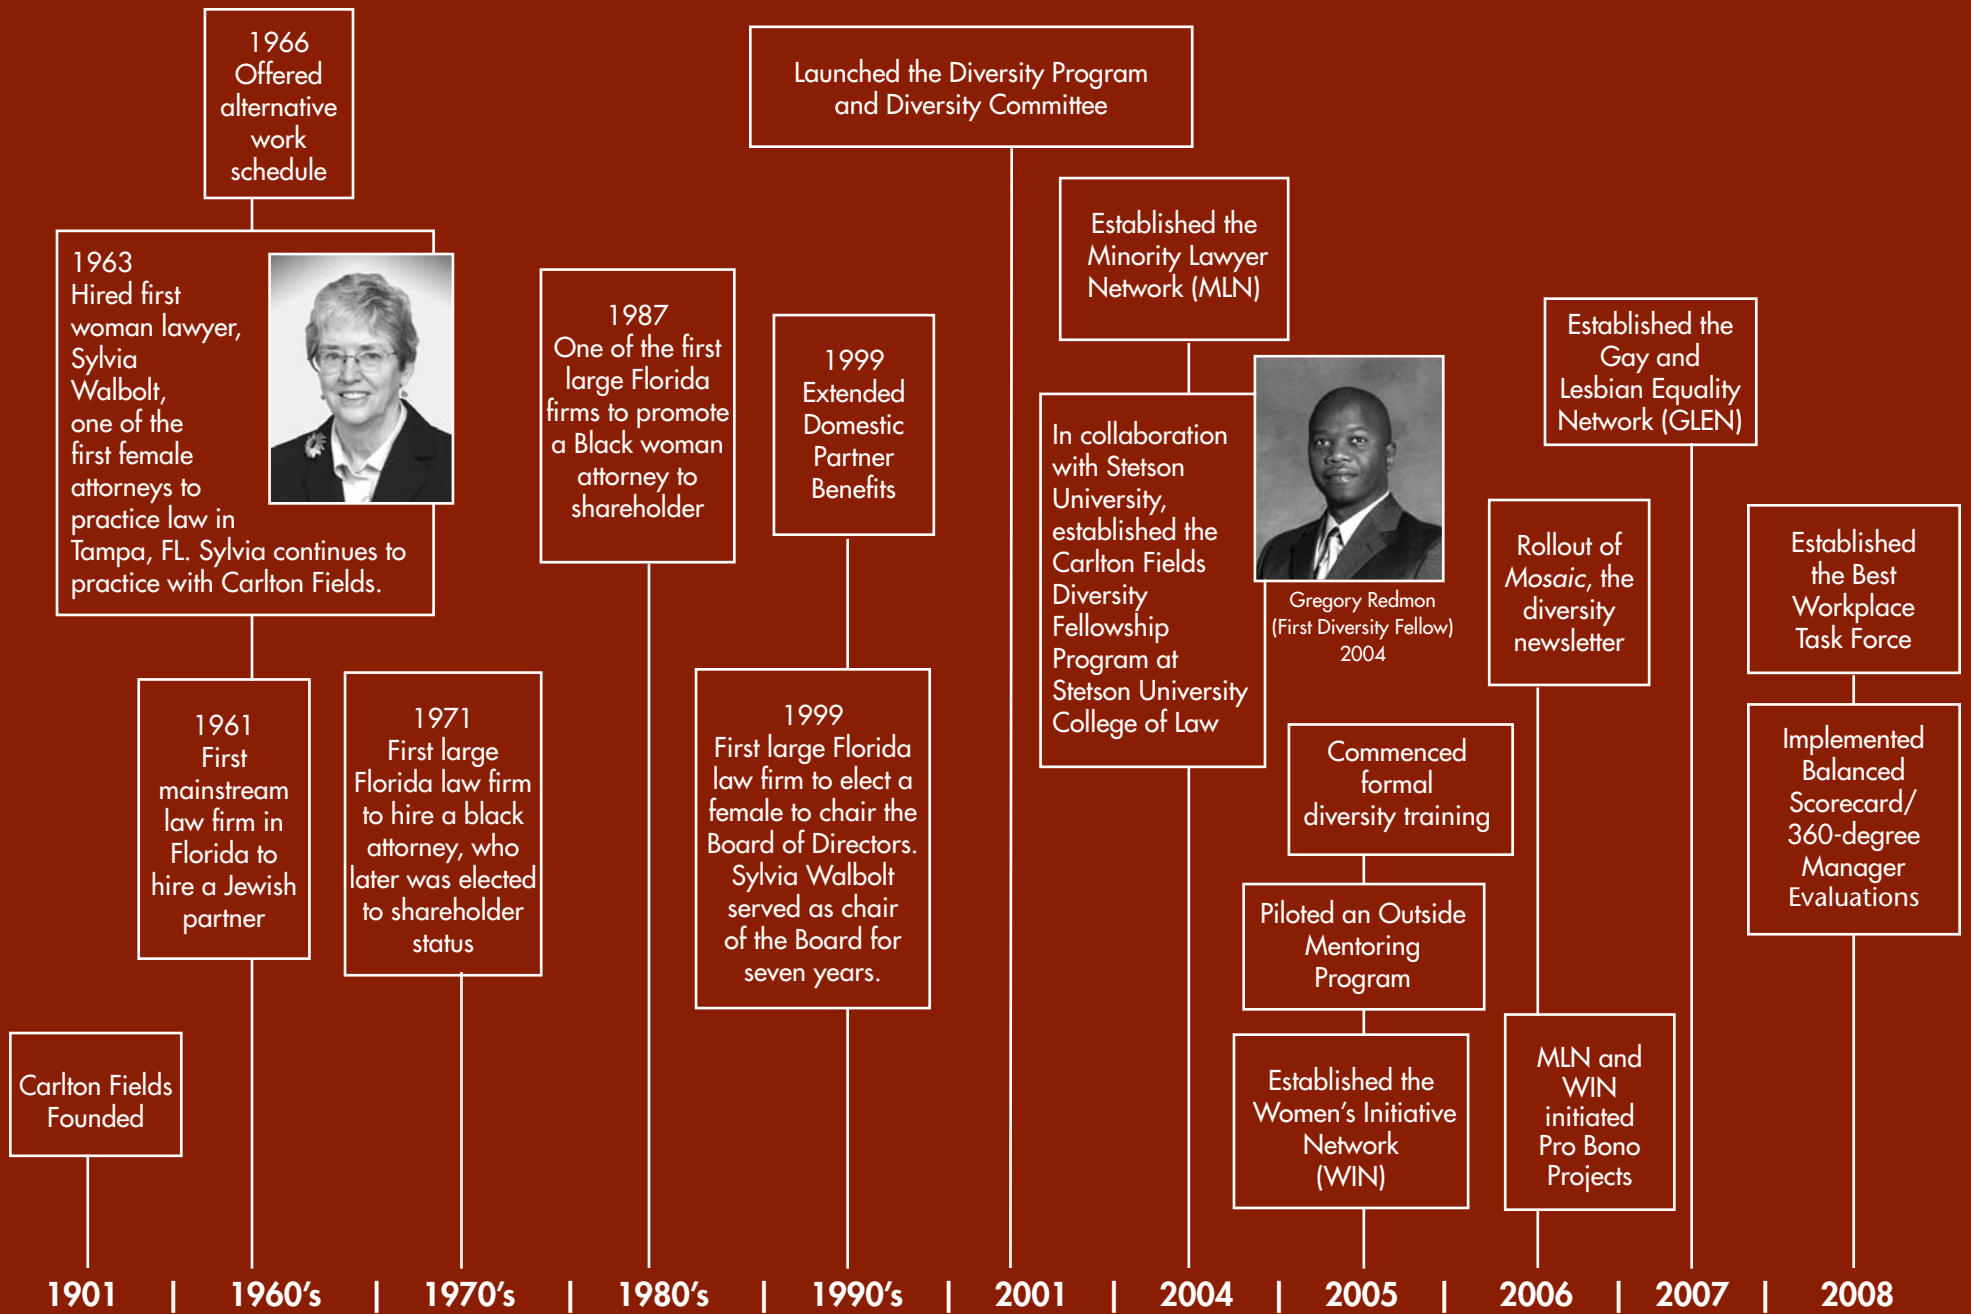 1966
Offered
alternative
work
schedule
1963
Hired first
woman lawyer,
Sylvia
Walbolt,
one of the
first female
attorneys to
practice law in
Tampa, FL. Sylvia continues to
practice with Carlton Fields.
1961
First
mainstream
law firm in
Florida to
hire a Jewish
partner
Carlton Fields
Founded
1971
First large
Florida law firm
to hire a black
attorney, who
later was elected
to shareholder
status
1987
One of the first
large Florida
firms to promote
a Black woman
attorney to
shareholder
1999
Extended
Domestic
Partner
Benefits
1999
First large Florida
law firm to elect a
female to chair the
Board of Directors.
Sylvia Walbolt
served as chair
of the Board for
seven years.
Launched the Diversity Program
and Diversity Committee
Established the
Minority Lawyer
Network (MLN)
In collaboration
with Stetson
University,
established the
Carlton Fields
Diversity
Fellowship
Program at
Stetson University
College of Law
Gregory Redmon
(First Diversity Fellow)
2004
Commenced
formal
diversity training
Piloted an Outside
Mentoring
Program
Established the
Women's Initiative
Network
(WIN)
Rollout of
Mosaic, the
diversity
newsletter
MLN and
WIN
initiated
Pro Bono
Projects
Established the
Gay and
Lesbian Equality
Network (GLEN)
Established
the Best
Workplace
Task Force
Implemented
Balanced
Scorecard/
360-degree
Manager
Evaluations
1901 | 1960's | 1970's | 1980's | 1990's | 2001 | 2004 | 2005 | 2006 | 2007 | 2008